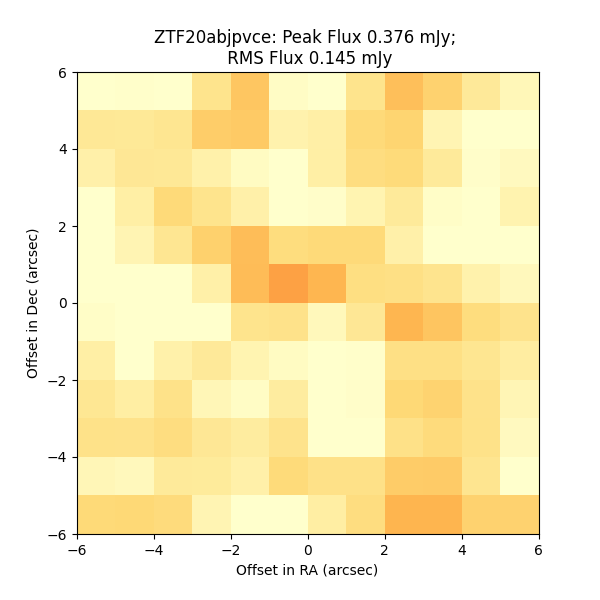 ZTF20abjpvce: Peak Flux 0.376 mJy;
RMS Flux 0.145 mJy
6
4
2
0
−2
−4
−6
Offset in Dec (arcsec)
−6 −4 −2 0 2 4 6
Offset in RA (arcsec)